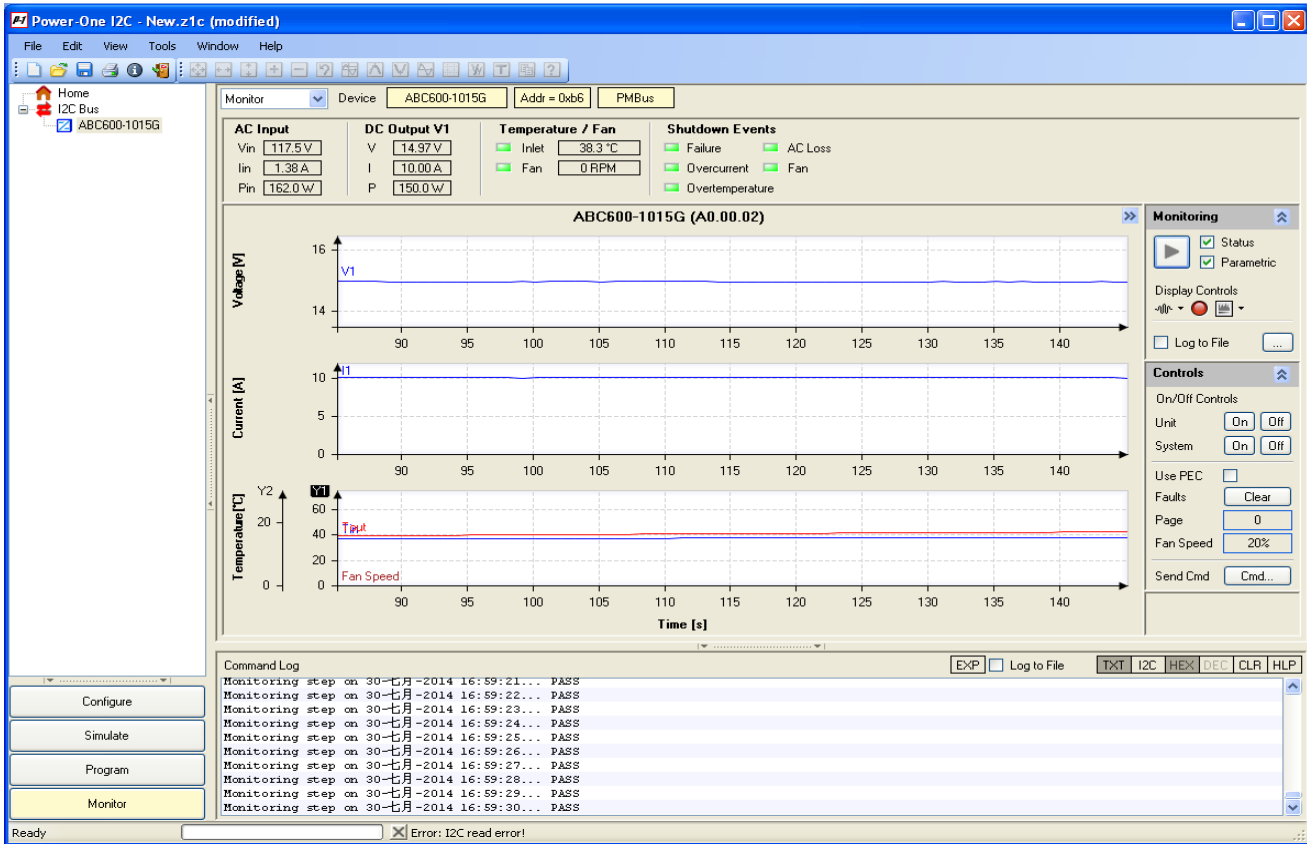 Power-One I2C - New.z1c (modified)
File Edit View Tools Window Help
Home
I2C Bus
ABC600-1015G
Monitor Device ABC600-1015G Addr = 0xb6 PMBus
AC Input DC Output V1 Temperature / Fan Shutdown Events
Vin 117.5 V V 14.97 V Inlet 38.3 °C Failure AC Loss
Iin 1.38 A I 10.00 A Fan 0 RPM Overcurrent Fan
Pin 162.0 W P 150.0 W Overtemperature
ABC600-1015G (A0.00.02)
Voltage [V]
16
V1
14
90 95 100 105 110 115 120 125 130 135 140
Current [A]
10 I1
5
0
90 95 100 105 110 115 120 125 130 135 140
Temperature[°C]
Y2 Y1
60
20 40
20
0 0 Fan Speed
90 95 100 105 110 115 120 125 130 135 140
Time [s]
Monitoring
Status
Parametric
Display Controls
Log to File ...
Controls
On/Off Controls
Unit On Off
System On Off
Use PEC
Faults Clear
Page 0
Fan Speed 20%
Send Cmd Cmd...
Command Log EXP Log to File TXT I2C HEX DEC CLR HLP
Monitoring step on 30-七月-2014 16:59:21... PASS
Monitoring step on 30-七月-2014 16:59:22... PASS
Monitoring step on 30-七月-2014 16:59:23... PASS
Monitoring step on 30-七月-2014 16:59:24... PASS
Monitoring step on 30-七月-2014 16:59:25... PASS
Monitoring step on 30-七月-2014 16:59:26... PASS
Monitoring step on 30-七月-2014 16:59:27... PASS
Monitoring step on 30-七月-2014 16:59:28... PASS
Monitoring step on 30-七月-2014 16:59:29... PASS
Monitoring step on 30-七月-2014 16:59:30... PASS
Configure
Simulate
Program
Monitor
Ready Error: I2C read error!